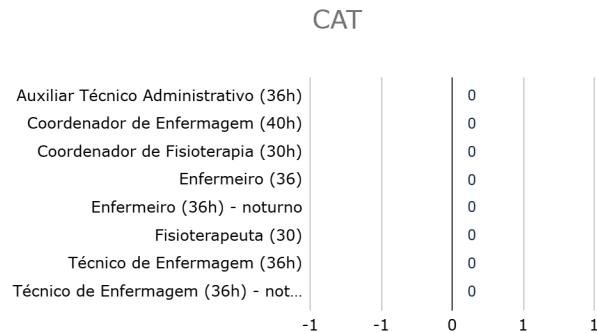 CAT
Auxiliar Técnico Administrativo (36h) 0
Coordenador de Enfermagem (40h) 0
Coordenador de Fisioterapia (30h) 0
Enfermeiro (36) 0
Enfermeiro (36h) - noturno 0
Fisioterapeuta (30) 0
Técnico de Enfermagem (36h) 0
Técnico de Enfermagem (36h) - not... 0
-1 -1 0 1 1